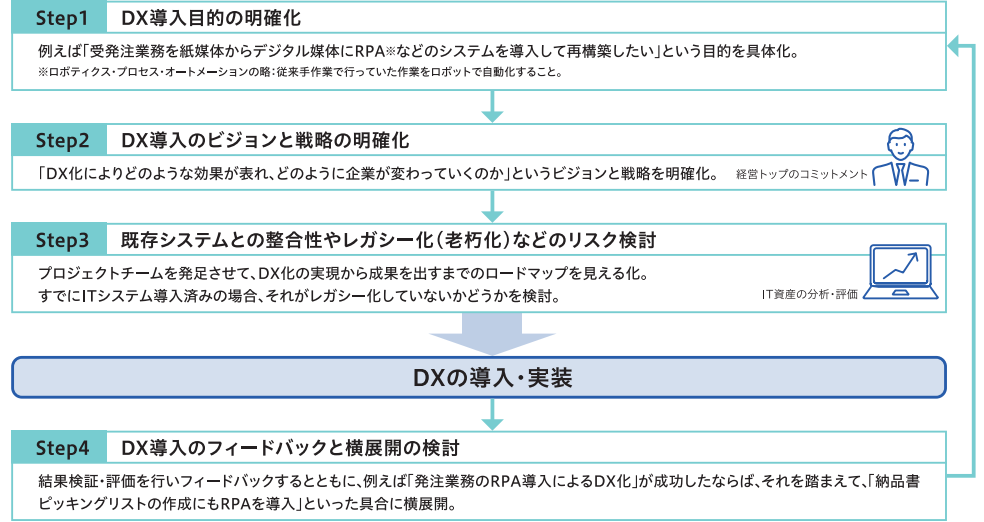 Step1 DX導入目的の明確化
例えば「受発注業務を紙媒体からデジタル媒体にRPA※などのシステムを導入して再構築したい」という目的を具体化。
※ロボティクス・プロセス・オートメーションの略：従来手作業で行っていた作業をロボットで自動化すること。
Step2 DX導入のビジョンと戦略の明確化
「DX化によりどのような効果が表れ、どのように企業が変わっていくのか」というビジョンと戦略を明確化。 経営トップのコミットメント
Step3 既存システムとの整合性やレガシー化（老朽化）などのリスク検討
プロジェクトチームを発足させて、DX化の実現から成果を出すまでのロードマップを見える化。
すでにITシステム導入済みの場合、それがレガシー化していないかどうかを検討。
IT資産の分析・評価
DXの導入・実装
Step4 DX導入のフィードバックと横展開の検討
結果検証・評価を行いフィードバックするとともに、例えば「発注業務のRPA導入によるDX化」が成功したならば、それを踏まえて、「納品書
ピッキングリストの作成にもRPAを導入」といった具合に横展開。